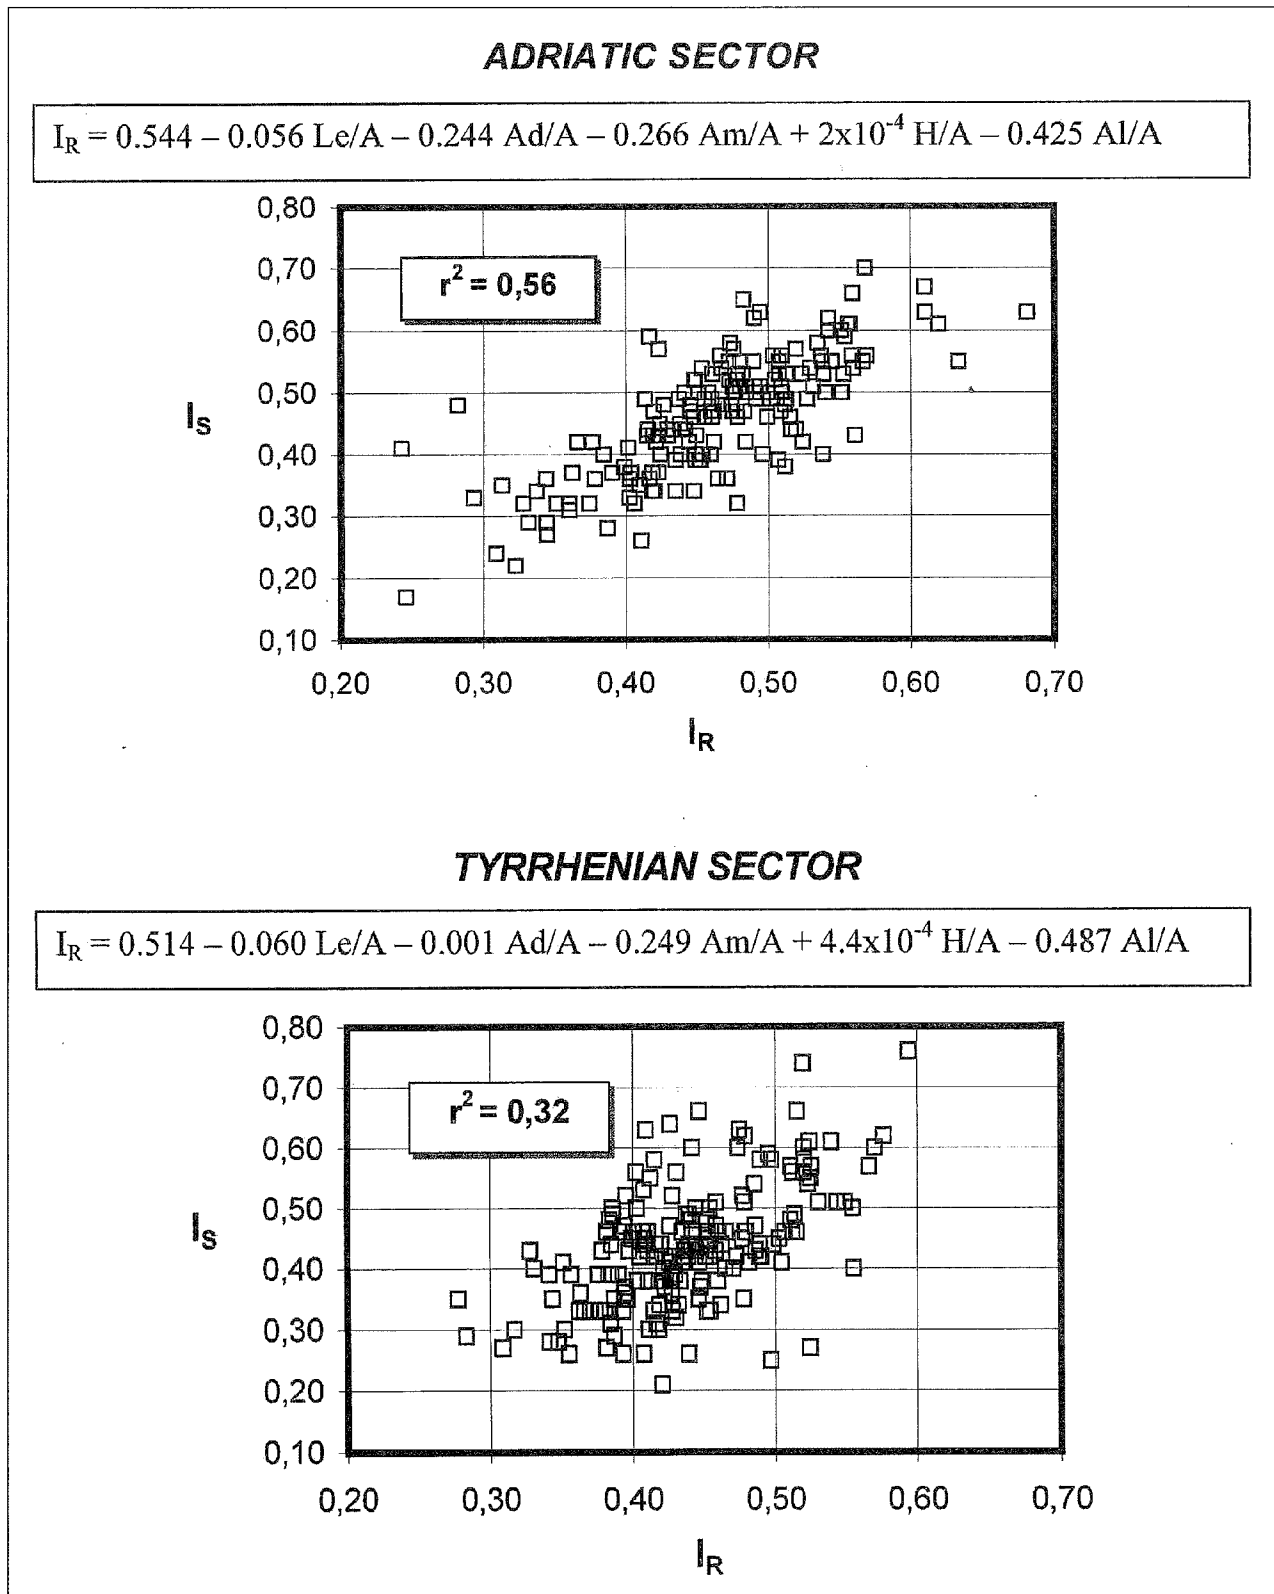 ADRIATIC SECTOR
I_R = 0.544 – 0.056 Le/A – 0.244 Ad/A – 0.266 Am/A + 2x10⁻⁴ H/A – 0.425 Al/A
0,80
0,70
r² = 0,56
0,60
0,50
I_S
0,40
0,30
0,20
0,10
0,20 0,30 0,40 0,50 0,60 0,70
I_R
TYRRHENIAN SECTOR
I_R = 0.514 – 0.060 Le/A – 0.001 Ad/A – 0.249 Am/A + 4.4x10⁻⁴ H/A – 0.487 Al/A
0,80
0,70
r² = 0,32
0,60
0,50
I_S
0,40
0,30
0,20
0,10
0,20 0,30 0,40 0,50 0,60 0,70
I_R